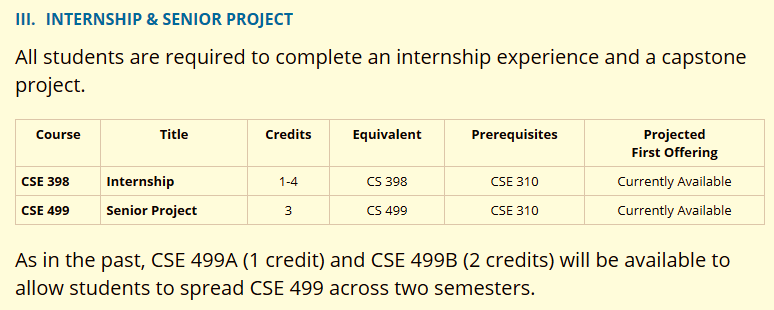 III. INTERNSHIP & SENIOR PROJECT
All students are required to complete an internship experience and a capstone
project.
Course Title Credits Equivalent Prerequisites Projected
First Offering
CSE 398 Internship 1-4 CS 398 CSE 310 Currently Available
CSE 499 Senior Project 3 CS 499 CSE 310 Currently Available
As in the past, CSE 499A (1 credit) and CSE 499B (2 credits) will be available to
allow students to spread CSE 499 across two semesters.